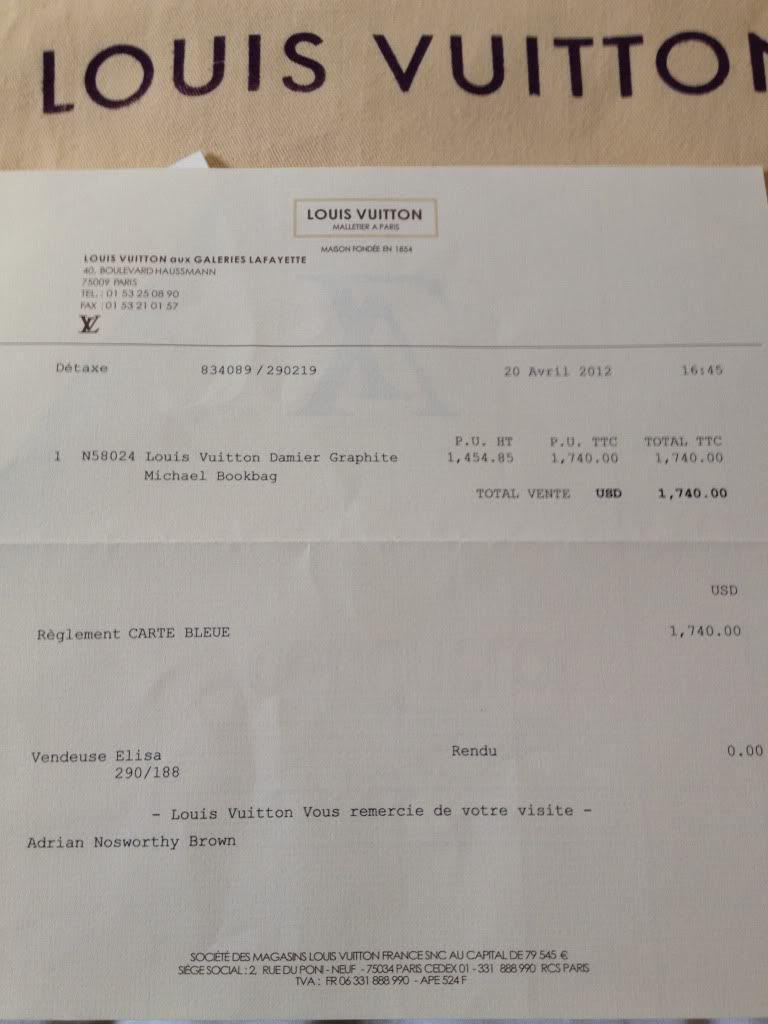 LOUIS VUITTON
LOUIS VUITTON
MALLETIER A PARIS
MAISON FONDÉE EN 1854
LOUIS VUITTON aux GALERIES LAFAYETTE
40, BOULEVARD HAUSSMANN
75009 PARIS
TEL. : 01 53 25 08 90
FAX : 01 53 21 01 57
LV
Détaxe 834089 / 290219 20 Avril 2012 16:45
P.U. HT P.U. TTC TOTAL TTC
1 N58024 Louis Vuitton Damier Graphite 1,454.85 1,740.00 1,740.00
Michael Bookbag
TOTAL VENTE USD 1,740.00
USD
Règlement CARTE BLEUE 1,740.00
Vendeuse Elisa Rendu 0.00
290/188
- Louis Vuitton Vous remercie de votre visite -
Adrian Nosworthy Brown
SOCIÉTÉ DES MAGASINS LOUIS VUITTON FRANCE SNC AU CAPITAL DE 79 545 €
SIÉGE SOCIAL : 2, RUE DU PONI - NEUF - 75034 PARIS CEDEX 01 - 331 888 990 RCS PARIS
TVA : FR 06 331 888 990 - APE 524 F